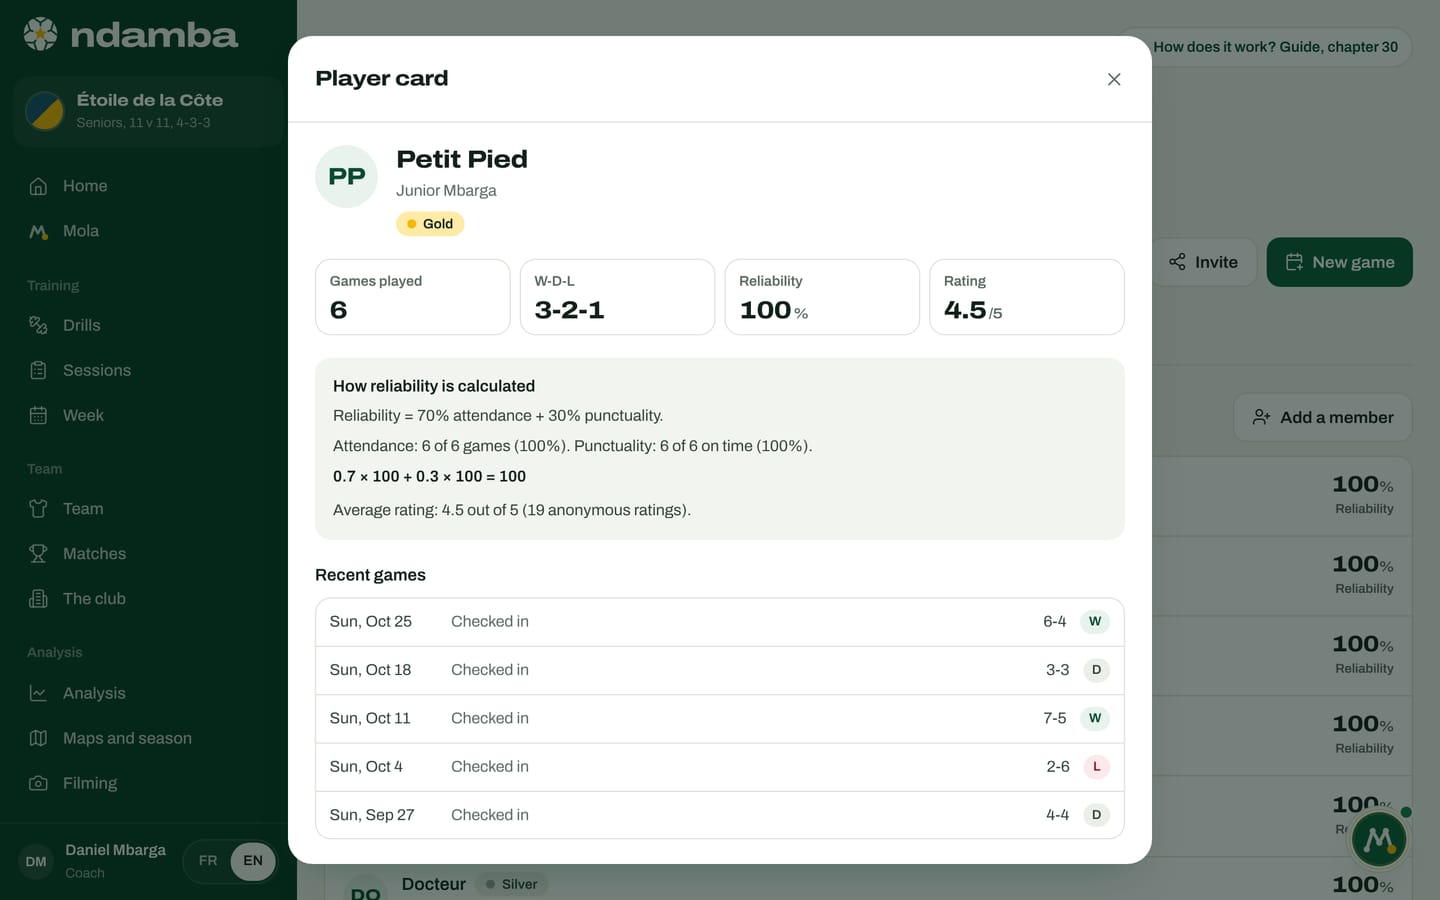 ndamba
Étoile de la Côte
Seniors, 11 v 11, 4-3-3
Home
Mola
Training
Drills
Sessions
Week
Team
Team
Matches
The club
Analysis
Analysis
Maps and season
Filming
DM
Daniel Mbarga
Coach
FR
EN
How does it work? Guide, chapter 30
Invite
New game
Add a member
Player card
PP
Petit Pied
Junior Mbarga
Gold
Games played
6
W-D-L
3-2-1
Reliability
100%
Rating
4.5/5
How reliability is calculated
Reliability = 70% attendance + 30% punctuality.
Attendance: 6 of 6 games (100%). Punctuality: 6 of 6 on time (100%).
0.7 × 100 + 0.3 × 100 = 100
Average rating: 4.5 out of 5 (19 anonymous ratings).
Recent games
Sun, Oct 25 Checked in 6-4 W
Sun, Oct 18 Checked in 3-3 D
Sun, Oct 11 Checked in 7-5 W
Sun, Oct 4 Checked in 2-6 L
Sun, Sep 27 Checked in 4-4 D
100%
Reliability
100%
Reliability
100%
Reliability
100%
Reliability
100%
DO
Docteur
Silver
100%